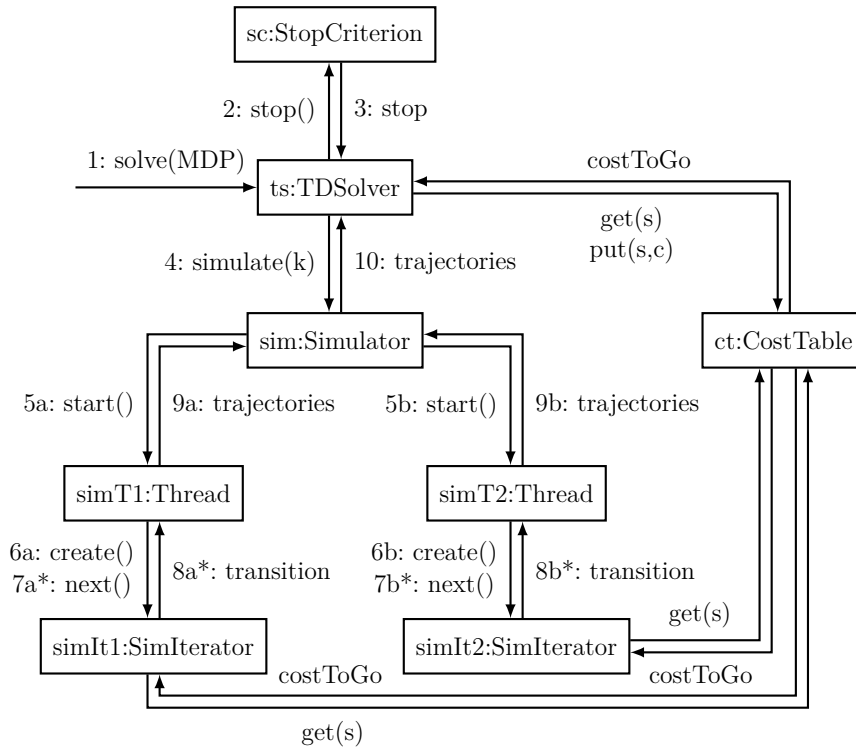 sc:StopCriterion
2: stop()
3: stop
1: solve(MDP)
costToGo
ts:TDSolver
get(s)
put(s,c)
4: simulate(k)
10: trajectories
sim:Simulator
ct:CostTable
5a: start()
9a: trajectories
5b: start()
9b: trajectories
simT1:Thread
simT2:Thread
6a: create()
7a*: next()
8a*: transition
6b: create()
7b*: next()
8b*: transition
get(s)
simIt1:SimIterator
simIt2:SimIterator
costToGo
costToGo
get(s)